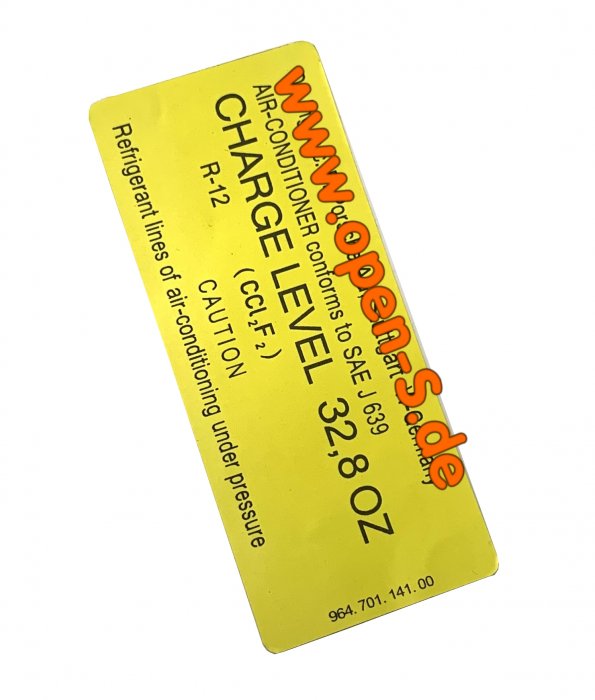 AIR-CONDITIONER conforms to SAE J 639
CHARGE LEVEL 32,8 OZ
R-12 (CCl₂F₂)
CAUTION
Refrigerant lines of air-conditioning under pressure
964.701.141.00
www.open-S.de